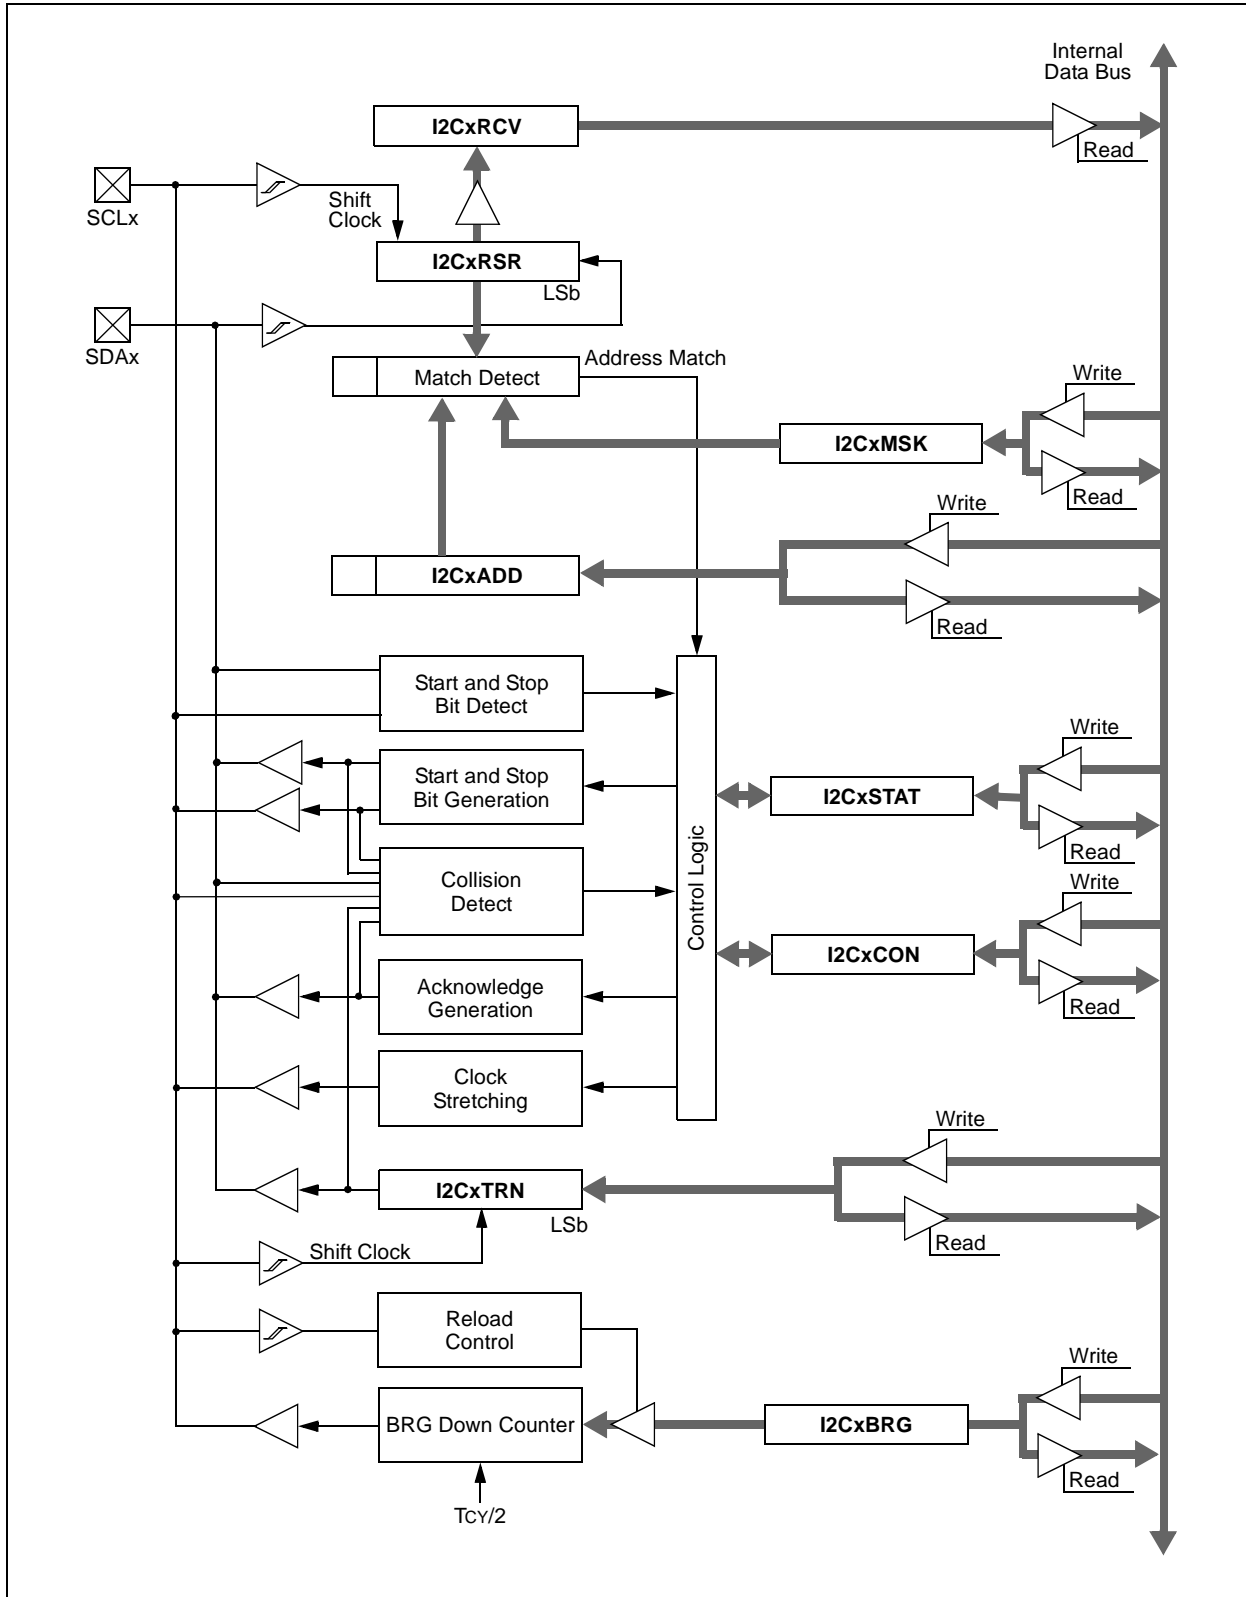 Internal
Data Bus
I2CxRCV
Read
SCLx
Shift
Clock
I2CxRSR
LSb
SDAx
Address Match
Match Detect
Write
I2CxMSK
Read
Write
I2CxADD
Read
Start and Stop
Bit Detect
Write
Start and Stop
Bit Generation
I2CxSTAT
Read
Control Logic
Collision
Detect
Write
I2CxCON
Read
Acknowledge
Generation
Clock
Stretching
Write
I2CxTRN
LSb
Read
Shift Clock
Reload
Control
Write
BRG Down Counter
I2CxBRG
Read
TCY/2